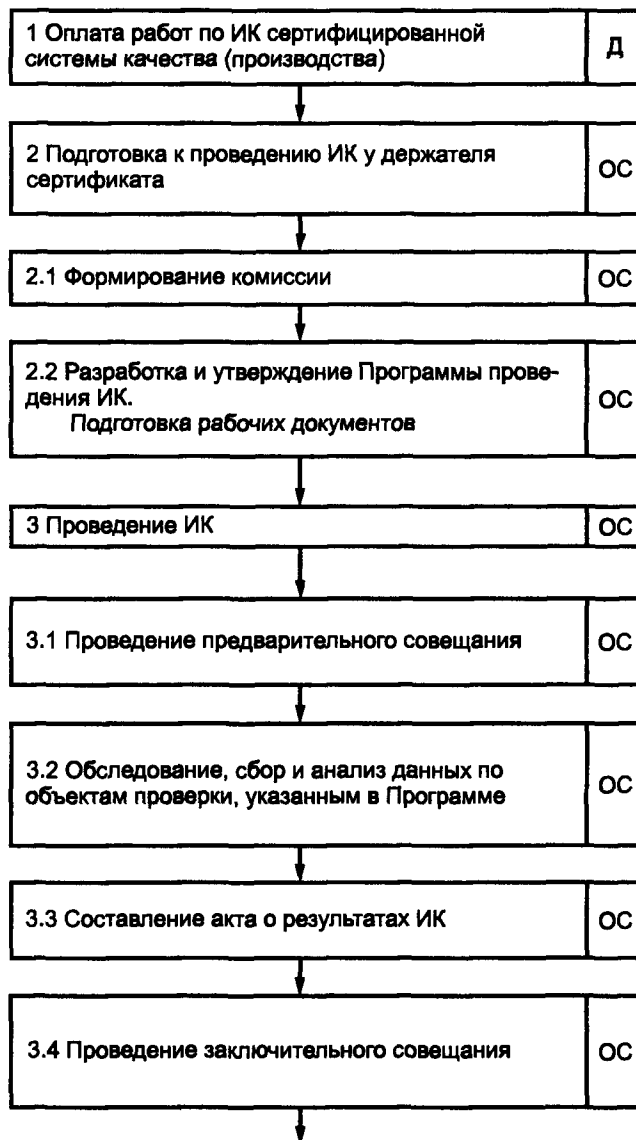 1 Оплата работ по ИК сертифицированной
системы качества (производства)
Д
2 Подготовка к проведению ИК у держателя
сертификата
ОС
2.1 Формирование комиссии
ОС
2.2 Разработка и утверждение Программы прове-
дения ИК.
Подготовка рабочих документов
ОС
3 Проведение ИК
ОС
3.1 Проведение предварительного совещания
ОС
3.2 Обследование, сбор и анализ данных по
объектам проверки, указанным в Программе
ОС
3.3 Составление акта о результатах ИК
ОС
3.4 Проведение заключительного совещания
ОС